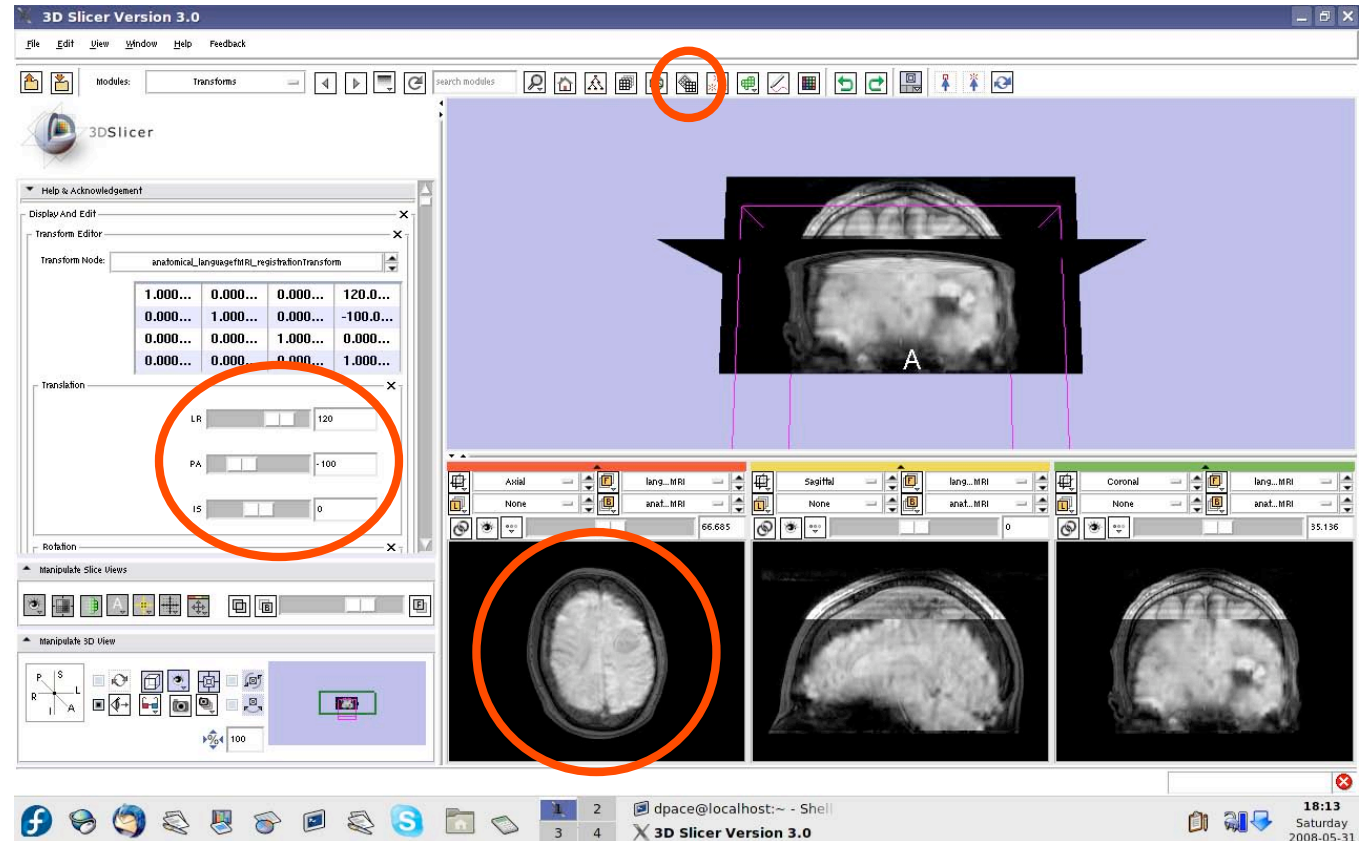 3D Slicer Version 3.0
File Edit View Window Help Feedback
Modules: Transforms search modules
3DSlicer
Help & Acknowledgement
Display And Edit
Transform Editor
Transform Node: anatomical_languagefMRI_registrationTransform
1.000... 0.000... 0.000... 120.0...
0.000... 1.000... 0.000... -100.0...
0.000... 0.000... 1.000... 0.000...
0.000... 0.000... 0.000... 1.000...
Translation
LR 120
PA -100
IS 0
Rotation
A
Axial F lang...MRI
L None B anat...MRI
66.685
Sagittal F lang...MRI
L None B anat...MRI
0
Coronal F lang...MRI
L None B anat...MRI
35.136
Manipulate Slice Views
A B F
Manipulate 3D View
P S
R L
I A
% 100
1 2
3 4
dpace@localhost:~ - Shell
3D Slicer Version 3.0
18:13
Saturday
2008-05-31